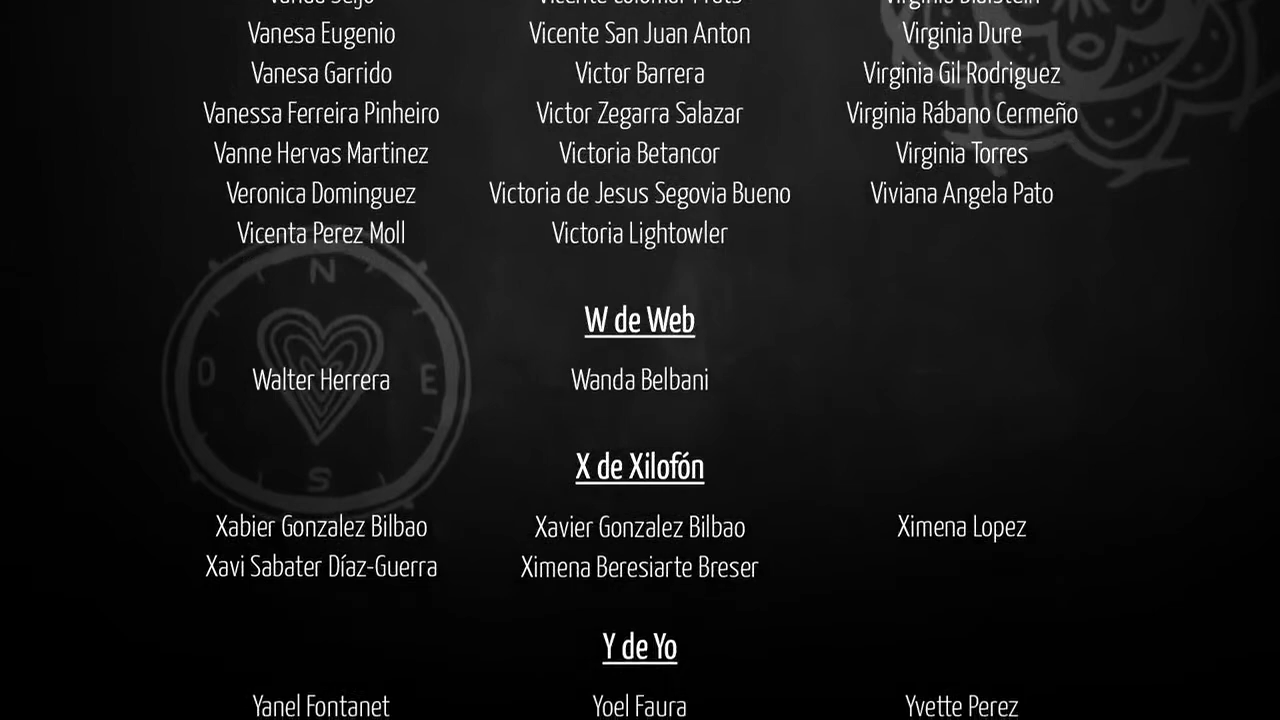 Vanesa Eugenio
Vicente San Juan Anton
Virginia Dure
Vanesa Garrido
Victor Barrera
Virginia Gil Rodriguez
Vanessa Ferreira Pinheiro
Victor Zegarra Salazar
Virginia Rábano Cermeño
Vanne Hervas Martinez
Victoria Betancor
Virginia Torres
Veronica Dominguez
Victoria de Jesus Segovia Bueno
Viviana Angela Pato
Vicenta Perez Moll
Victoria Lightowler
N
W de Web
O
E
Walter Herrera
Wanda Belbani
X de Xilofón
S
Xabier Gonzalez Bilbao
Xavier Gonzalez Bilbao
Ximena Lopez
Xavi Sabater Díaz-Guerra
Ximena Beresiarte Breser
Y de Yo
Yanel Fontanet
Yoel Faura
Yvette Perez